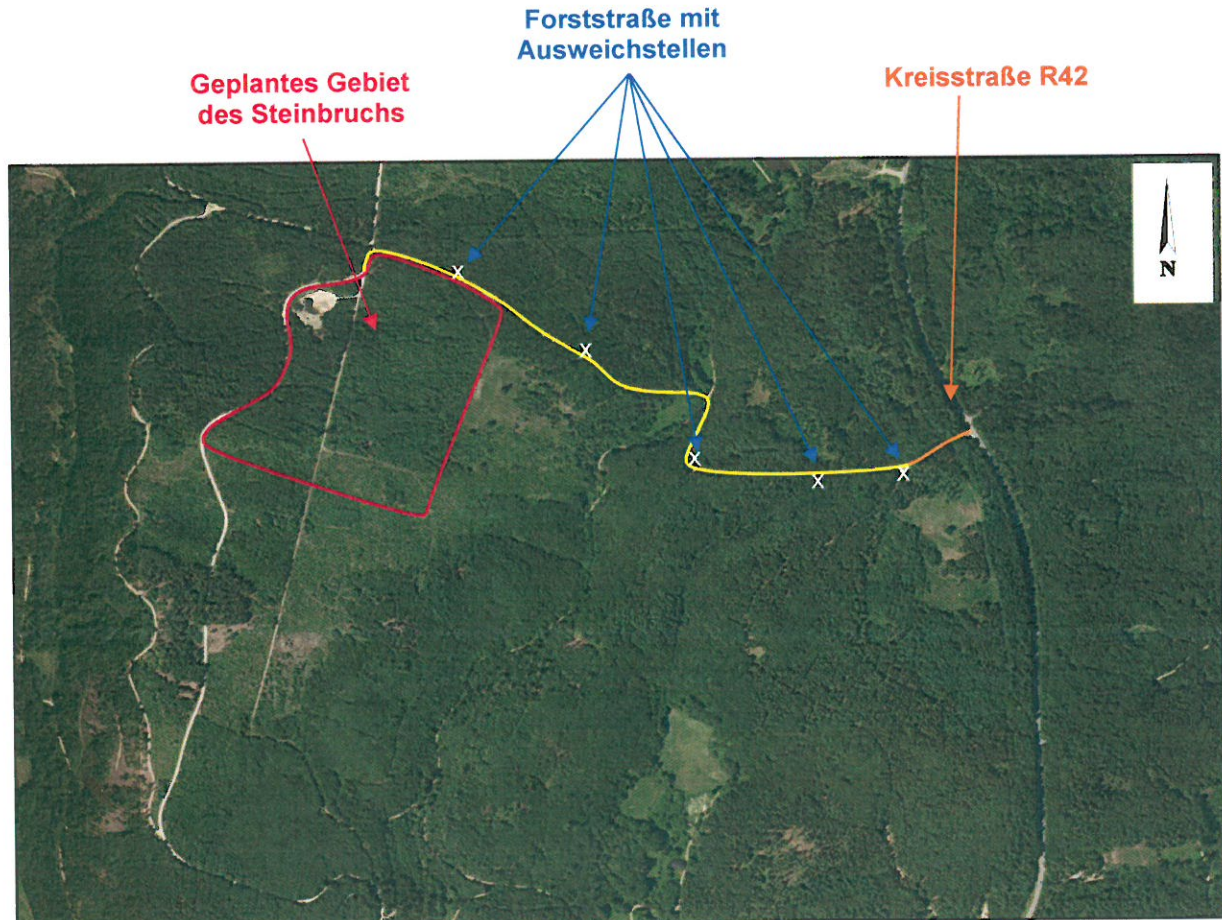 Forststraße mit
Ausweichstellen
Geplantes Gebiet
des Steinbruchs
Kreisstraße R42
N
X
X
X
X
X